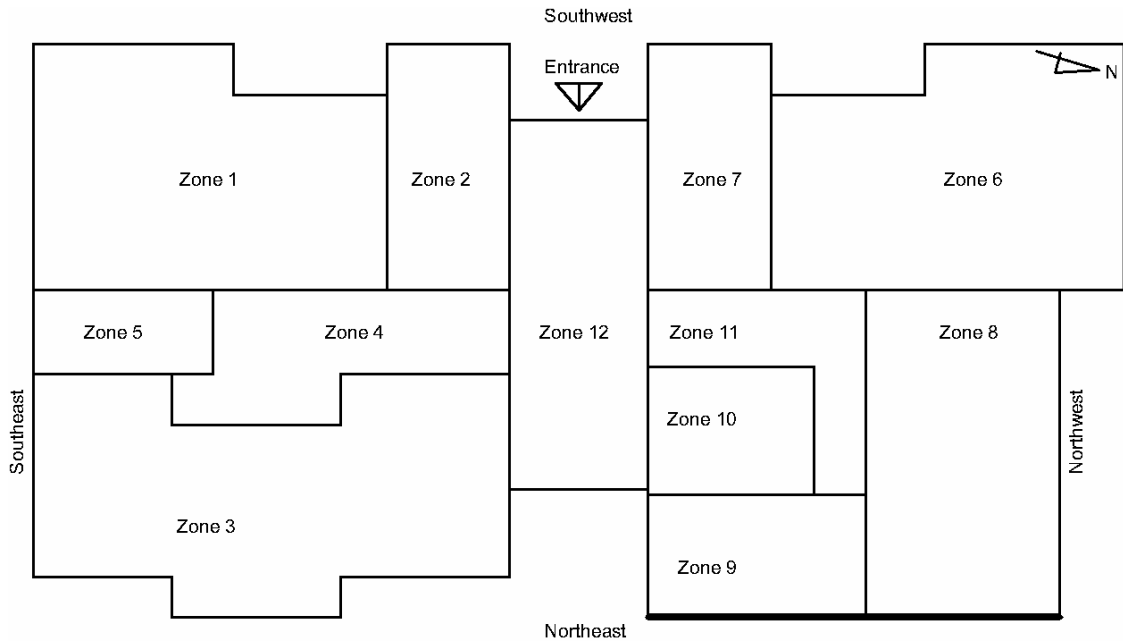 Southwest
Entrance
N
Zone 1
Zone 2
Zone 7
Zone 6
Zone 5
Zone 4
Zone 12
Zone 11
Zone 8
Zone 10
Southeast
Northwest
Zone 3
Zone 9
Northeast